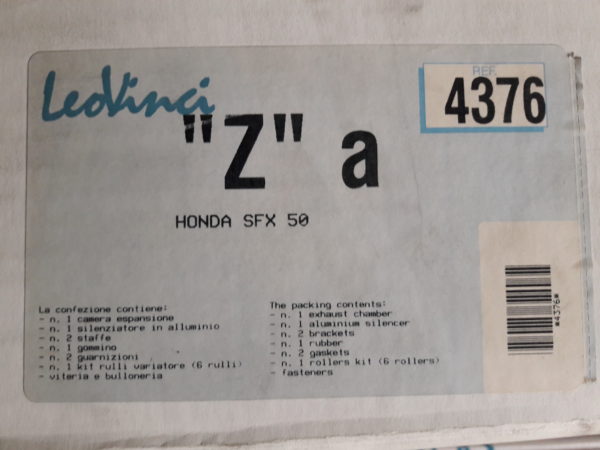 LeoVinci
REF.
4376
"Z" a
HONDA SFX 50
La confezione contiene:
- n. 1 camera espansione
- n. 1 silenziatore in alluminio
- n. 2 staffe
- n. 1 gommino
- n. 2 guarnizioni
- n. 1 kit rulli variatore (6 rulli)
- viteria e bulloneria
The packing contents:
- n. 1 exhaust chamber
- n. 1 aluminium silencer
- n. 2 brackets
- n. 1 rubber
- n. 2 gaskets
- n. 1 rollers kit (6 rollers)
- fasteners
*4376*